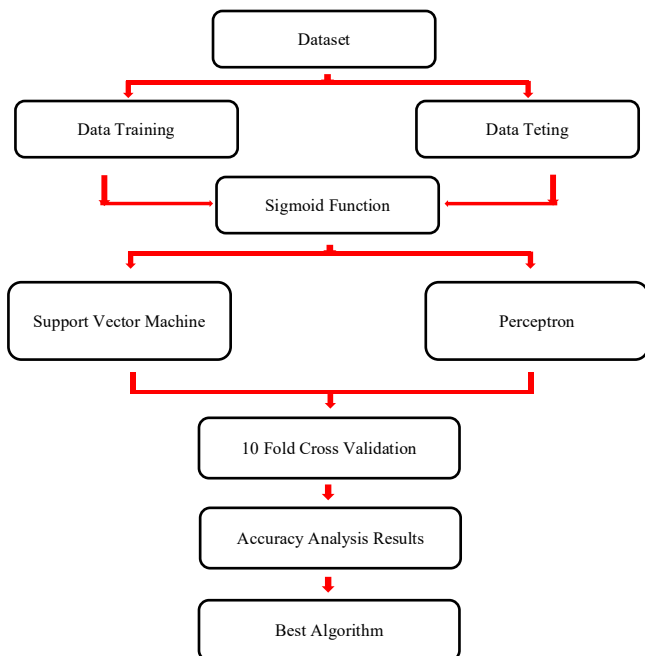 Dataset
Data Training
Data Teting
Sigmoid Function
Support Vector Machine
Perceptron
10 Fold Cross Validation
Accuracy Analysis Results
Best Algorithm